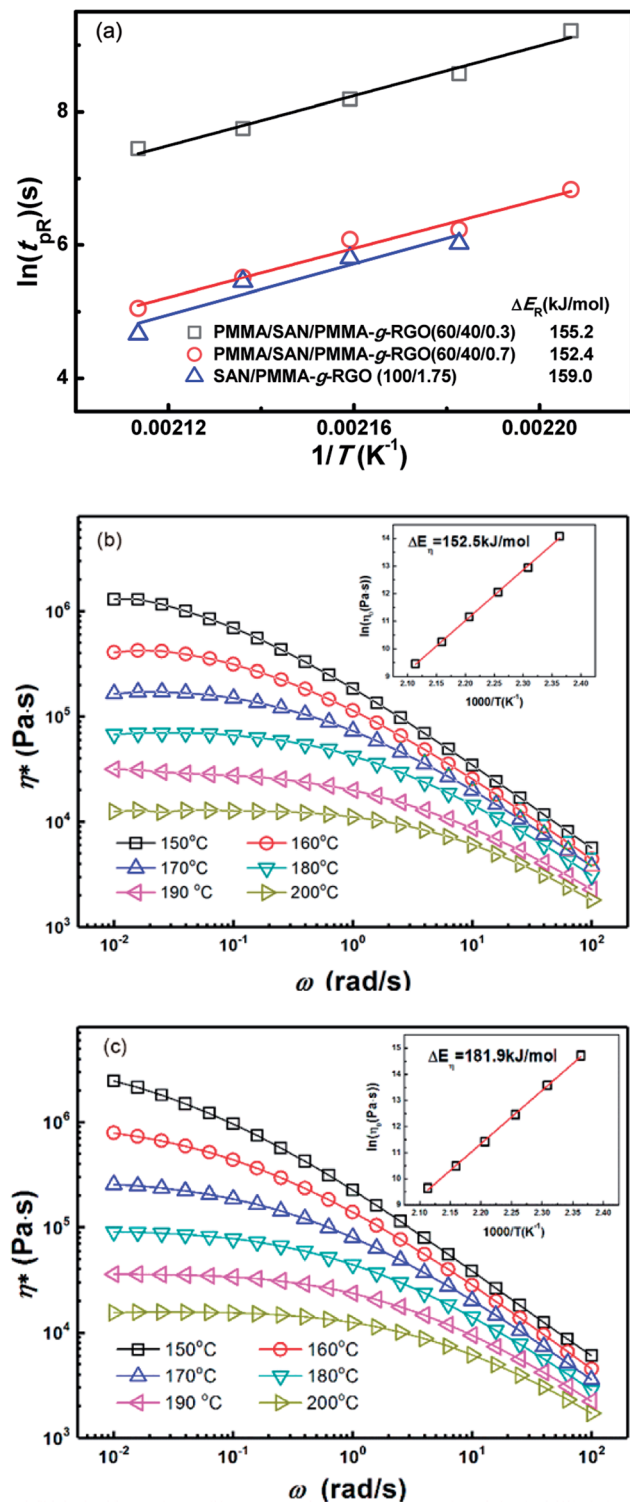 (a)
8
6
4
ln(t_pR)(s)
ΔE_R(kJ/mol)
PMMA/SAN/PMMA-g-RGO(60/40/0.3) 155.2
PMMA/SAN/PMMA-g-RGO(60/40/0.7) 152.4
SAN/PMMA-g-RGO (100/1.75) 159.0
0.00212 0.00216 0.00220
1/T(K⁻¹)
(b)
10⁶
10⁵
10⁴
10³
η* (Pa·s)
ΔE_η=152.5kJ/mol
14
13
12
11
10
9
ln(η₀(Pa·s))
2.10 2.15 2.20 2.25 2.30 2.35 2.40
1000/T(K⁻¹)
150°C 160°C
170°C 180°C
190 °C 200°C
10⁻² 10⁻¹ 10⁰ 10¹ 10²
ω (rad/s)
(c)
10⁶
10⁵
10⁴
10³
η* (Pa·s)
ΔE_η=181.9kJ/mol
15
14
13
12
11
10
9
ln(η₀(Pa·s))
2.10 2.15 2.20 2.25 2.30 2.35 2.40
1000/T(K⁻¹)
150°C 160°C
170°C 180°C
190 °C 200°C
10⁻² 10⁻¹ 10⁰ 10¹ 10²
ω (rad/s)